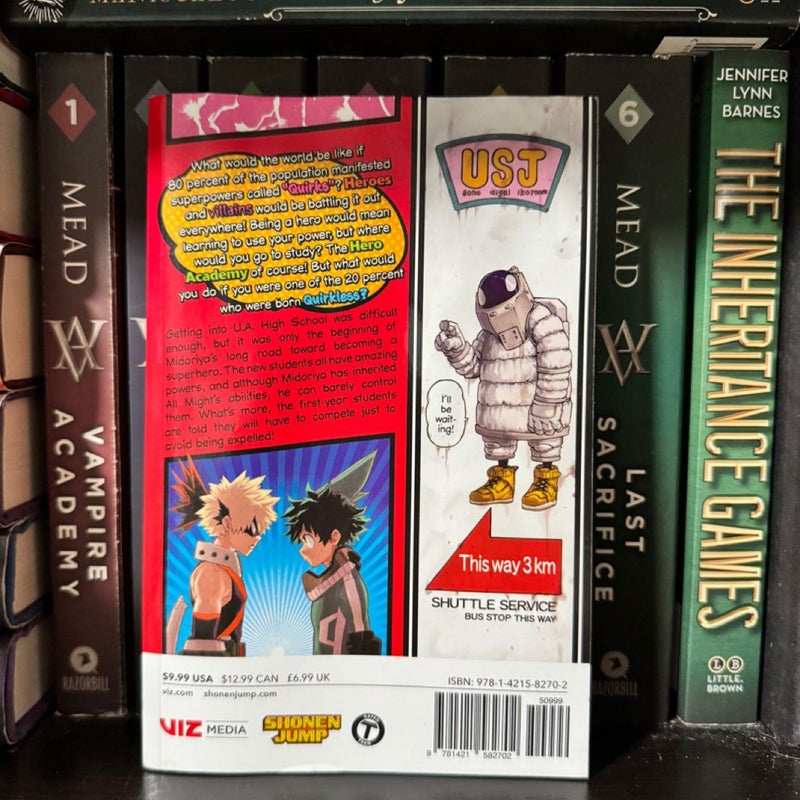 1
MEAD
VAMPIRE
ACADEMY
RAZORBILL
What would the world be like if
80 percent of the population manifested
superpowers called "Quirks"? Heroes
and villains would be battling it out
everywhere! Being a hero would mean
learning to use your power, but where
would you go to study? The Hero
Academy of course! But what would
you do if you were one of the 20 percent
who were born Quirkless?
Getting into U.A. High School was difficult
enough, but it was only the beginning of
Midoriya's long road toward becoming a
superhero. The new students all have amazing
powers, and although Midoriya has inherited
All Might's abilities, he can barely control
them. What's more, the first-year students
are told they will have to compete just to
avoid being expelled!
USJ
I'll
be
wait-
ing!
This way 3 km
SHUTTLE SERVICE
BUS STOP THIS WAY
$9.99 USA $12.99 CAN £6.99 UK
viz.com shonenjump.com
VIZ MEDIA
SHONEN
JUMP
RATED
T
TEEN
ISBN: 978-1-4215-8270-2
50999
9 781421 582702
6
MEAD
LAST
SACRIFICE
RAZORBILL
JENNIFER
LYNN
BARNES
THE INHERITANCE GAMES
LB
LITTLE,
BROWN